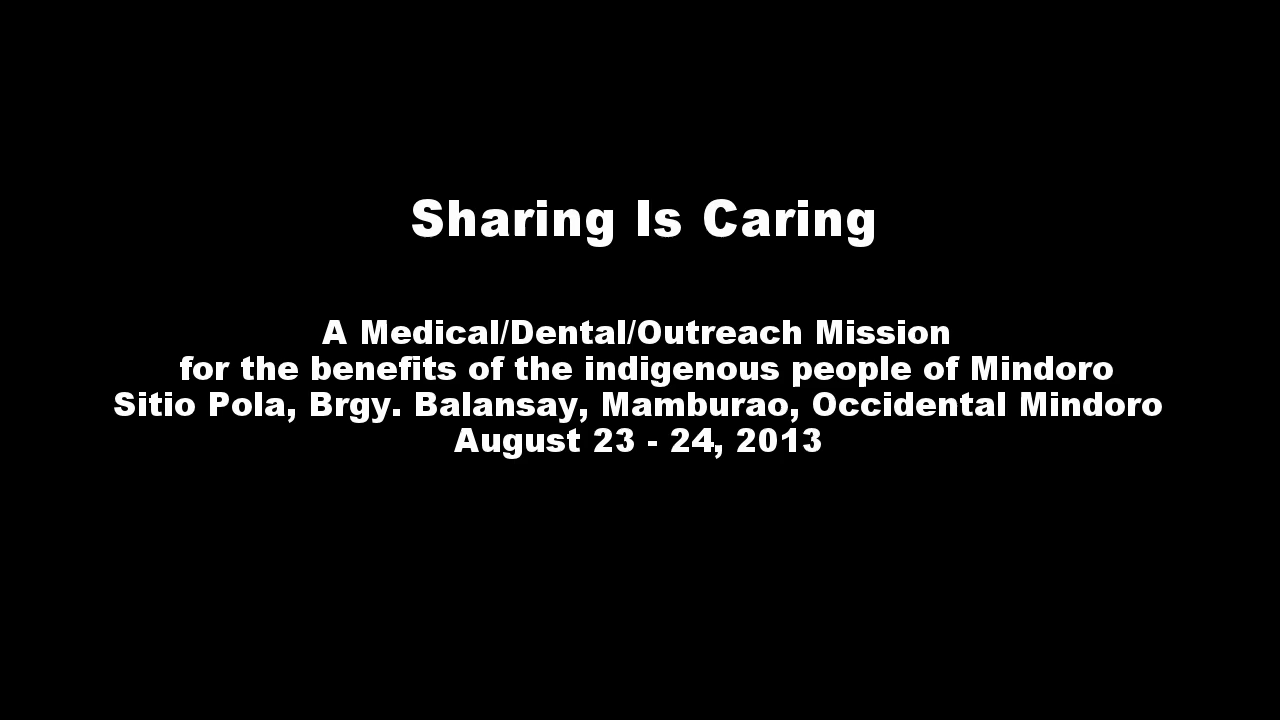 Sharing Is Caring
A Medical/Dental/Outreach Mission
for the benefits of the indigenous people of Mindoro
Sitio Pola, Brgy. Balansay, Mamburao, Occidental Mindoro
August 23 - 24, 2013